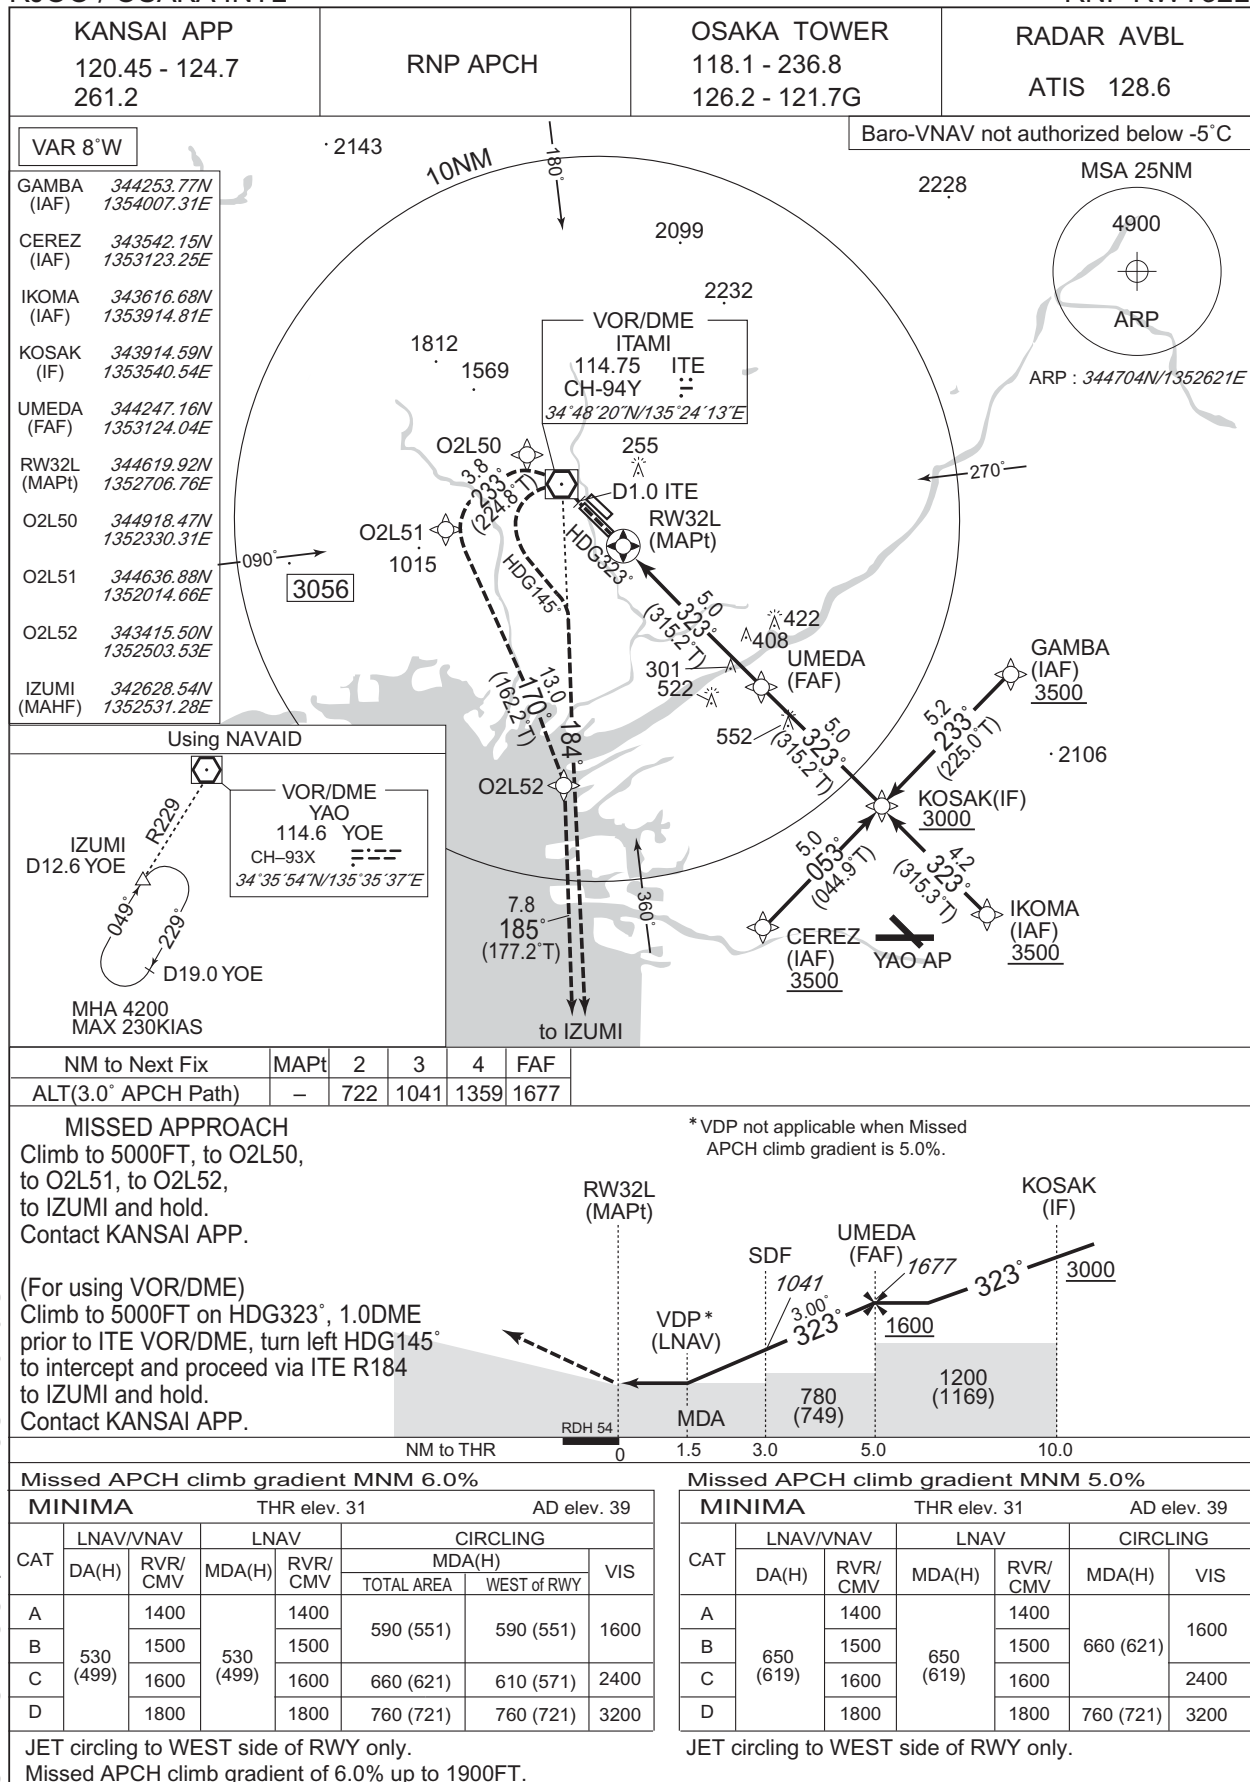 KANSAI APP
120.45 - 124.7
261.2
RNP APCH
OSAKA TOWER
118.1 - 236.8
126.2 - 121.7G
RADAR AVBL
ATIS 128.6
VAR 8°W
Baro-VNAV not authorized below -5°C
GAMBA 344253.77N
(IAF) 1354007.31E
CEREZ 343542.15N
(IAF) 1353123.25E
IKOMA 343616.68N
(IAF) 1353914.81E
KOSAK 343914.59N
(IF) 1353540.54E
UMEDA 344247.16N
(FAF) 1353124.04E
RW32L 344619.92N
(MAPt) 1352706.76E
O2L50 344918.47N
1352330.31E
O2L51 344636.88N
1352014.66E
O2L52 343415.50N
1352503.53E
IZUMI 342628.54N
(MAHF) 1352531.28E
2143
10NM
180°
2099
2232
2228
MSA 25NM
4900
ARP
ARP : 344704N/1352621E
VOR/DME
ITAMI
114.75 ITE
CH-94Y
34°48´20˝N/135°24´13˝E
1812
1569
O2L50
255
D1.0 ITE
RW32L
(MAPt)
270°
3.8
233°
(224.8°T)
O2L51
1015
090°
3056
HDG323°
HDG145°
5.0
323°
(315.2°T)
422
408
301
522
UMEDA
(FAF)
552
5.0
323°
(315.2°T)
GAMBA
(IAF)
3500
5.2
233°
(225.0°T)
2106
13.0
170°
(162.2°T)
184°
O2L52
KOSAK(IF)
3000
5.0
053°
(044.9°T)
4.2
323°
(315.3°T)
360°
7.8
185°
(177.2°T)
CEREZ
(IAF)
3500
YAO AP
IKOMA
(IAF)
3500
to IZUMI
Using NAVAID
VOR/DME
YAO
114.6 YOE
CH–93X
34°35´54˝N/135°35´37˝E
R229
IZUMI
D12.6 YOE
049°
229°
D19.0 YOE
MHA 4200
MAX 230KIAS
NM to Next Fix MAPt 2 3 4 FAF
ALT(3.0° APCH Path) – 722 1041 1359 1677
MISSED APPROACH
Climb to 5000FT, to O2L50,
to O2L51, to O2L52,
to IZUMI and hold.
Contact KANSAI APP.
(For using VOR/DME)
Climb to 5000FT on HDG323°, 1.0DME
prior to ITE VOR/DME, turn left HDG145°
to intercept and proceed via ITE R184
to IZUMI and hold.
Contact KANSAI APP.
*VDP not applicable when Missed
APCH climb gradient is 5.0%.
RW32L
(MAPt)
KOSAK
(IF)
UMEDA
(FAF)
SDF
1677
1041
3000
323°
VDP*
(LNAV)
3.00°
323°
1600
1200
(1169)
780
(749)
MDA
RDH 54
NM to THR 0 1.5 3.0 5.0 10.0
Missed APCH climb gradient MNM 6.0%
MINIMA THR elev. 31 AD elev. 39
CAT LNAV/VNAV LNAV CIRCLING
DA(H) RVR/CMV MDA(H) RVR/CMV MDA(H) VIS
TOTAL AREA WEST of RWY
A 530 (499) 1400 530 (499) 1400 590 (551) 590 (551) 1600
B 1500 1500
C 1600 1600 660 (621) 610 (571) 2400
D 1800 1800 760 (721) 760 (721) 3200
JET circling to WEST side of RWY only.
Missed APCH climb gradient of 6.0% up to 1900FT.
Missed APCH climb gradient MNM 5.0%
MINIMA THR elev. 31 AD elev. 39
CAT LNAV/VNAV LNAV CIRCLING
DA(H) RVR/CMV MDA(H) RVR/CMV MDA(H) VIS
A 650 (619) 1400 650 (619) 1400 660 (621) 1600
B 1500 1500
C 1600 1600 2400
D 1800 1800 760 (721) 3200
JET circling to WEST side of RWY only.